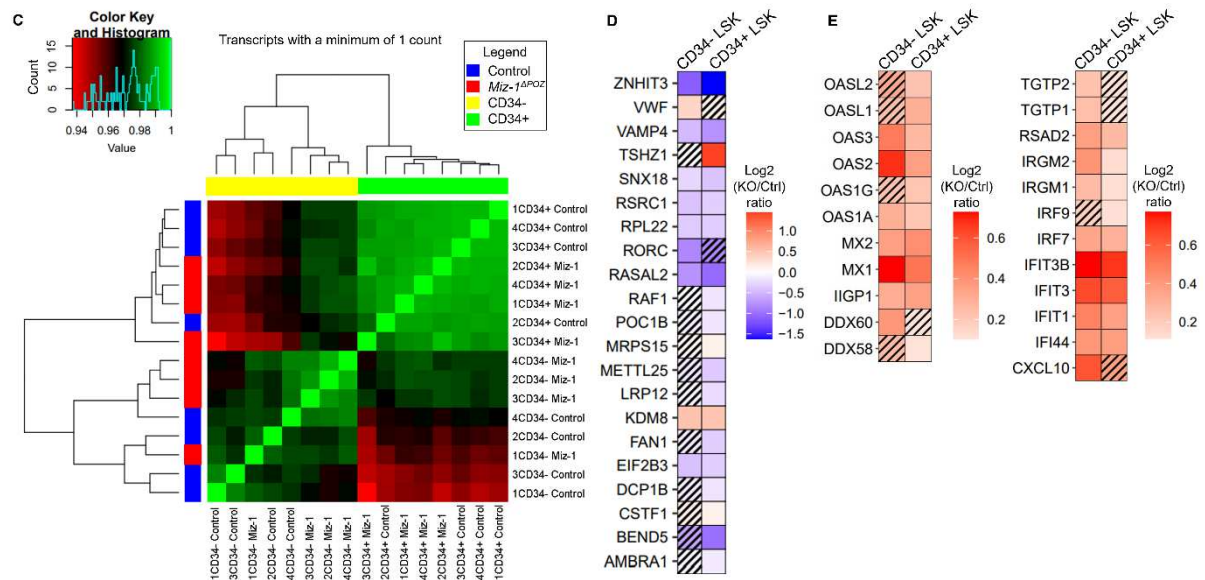 C
Color Key
and Histogram
Count
0 5 10 15
0.94 0.96 0.98 1
Value
Transcripts with a minimum of 1 count
Legend
Control
Miz-1ΔPOZ
CD34-
CD34+
1CD34+ Control
4CD34+ Control
3CD34+ Control
2CD34+ Miz-1
4CD34+ Miz-1
1CD34+ Miz-1
2CD34+ Control
3CD34+ Miz-1
4CD34- Miz-1
2CD34- Miz-1
3CD34- Miz-1
4CD34- Control
2CD34- Control
1CD34- Miz-1
3CD34- Control
1CD34- Control
1CD34- Control
3CD34- Control
1CD34- Miz-1
2CD34- Control
4CD34- Control
3CD34- Miz-1
2CD34- Miz-1
4CD34- Miz-1
3CD34+ Miz-1
2CD34+ Control
1CD34+ Miz-1
4CD34+ Miz-1
2CD34+ Miz-1
3CD34+ Control
4CD34+ Control
1CD34+ Control
D
CD34- LSK
CD34+ LSK
ZNHIT3
VWF
VAMP4
TSHZ1
SNX18
RSRC1
RPL22
RORC
RASAL2
RAF1
POC1B
MRPS15
METTL25
LRP12
KDM8
FAN1
EIF2B3
DCP1B
CSTF1
BEND5
AMBRA1
Log2
(KO/Ctrl)
ratio
1.0
0.5
0.0
−0.5
−1.0
−1.5
E
CD34- LSK
CD34+ LSK
OASL2
OASL1
OAS3
OAS2
OAS1G
OAS1A
MX2
MX1
IIGP1
DDX60
DDX58
Log2
(KO/Ctrl)
ratio
0.6
0.4
0.2
CD34- LSK
CD34+ LSK
TGTP2
TGTP1
RSAD2
IRGM2
IRGM1
IRF9
IRF7
IFIT3B
IFIT3
IFIT1
IFI44
CXCL10
Log2
(KO/Ctrl)
ratio
0.6
0.4
0.2